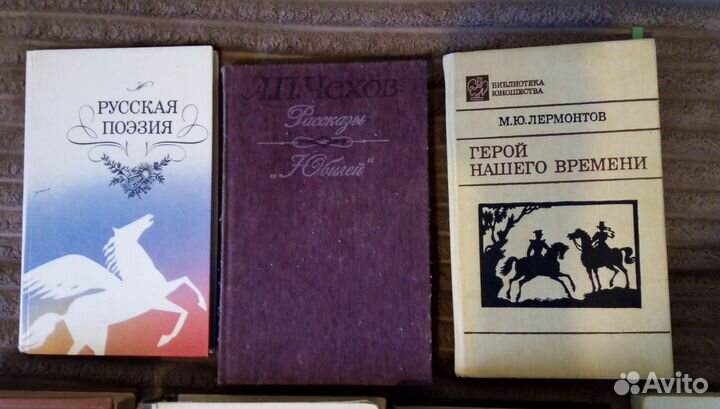 РУССКАЯ
ПОЭЗИЯ
А.П. Чехов
Рассказы
„Юбилей“
БИБЛИОТЕКА
ЮНОШЕСТВА
М.Ю. ЛЕРМОНТОВ
ГЕРОЙ
НАШЕГО ВРЕМЕНИ
Avito